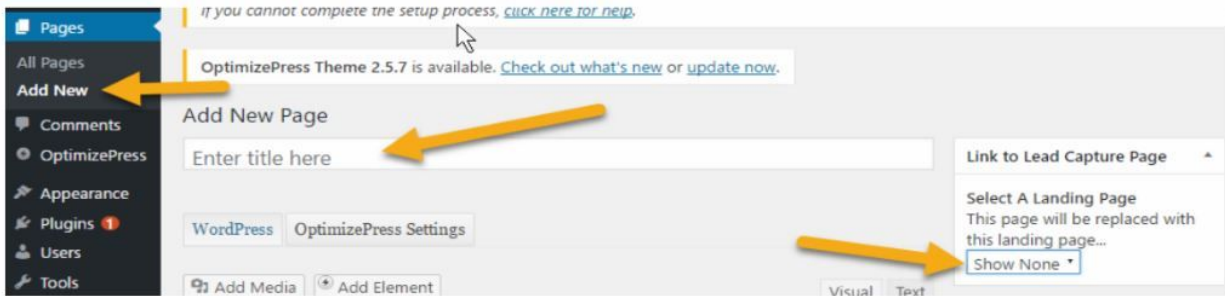 If you cannot complete the setup process, click here for help.
Pages
All Pages
Add New
Comments
OptimizePress
Appearance
Plugins 1
Users
Tools
OptimizePress Theme 2.5.7 is available. Check out what's new or update now.
Add New Page
Enter title here
WordPress OptimizePress Settings
Add Media Add Element
Visual Text
Link to Lead Capture Page
Select A Landing Page
This page will be replaced with
this landing page...
Show None